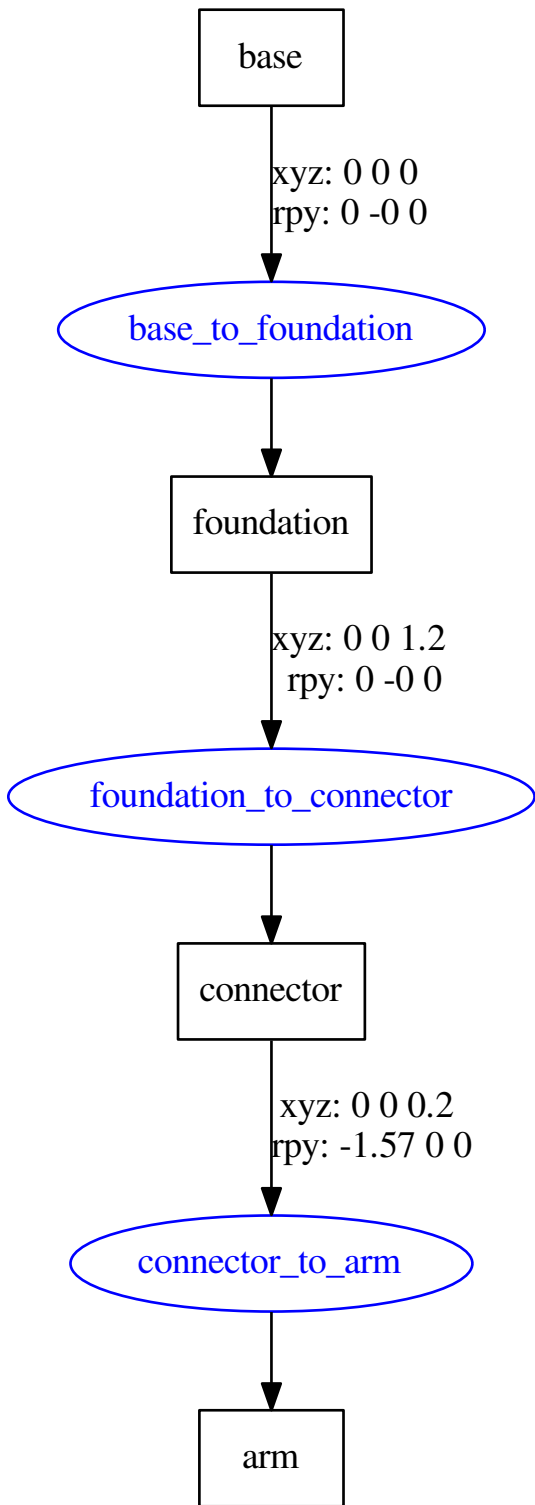 base
xyz: 0 0 0
rpy: 0 -0 0
base_to_foundation
foundation
xyz: 0 0 1.2
rpy: 0 -0 0
foundation_to_connector
connector
xyz: 0 0 0.2
rpy: -1.57 0 0
connector_to_arm
arm